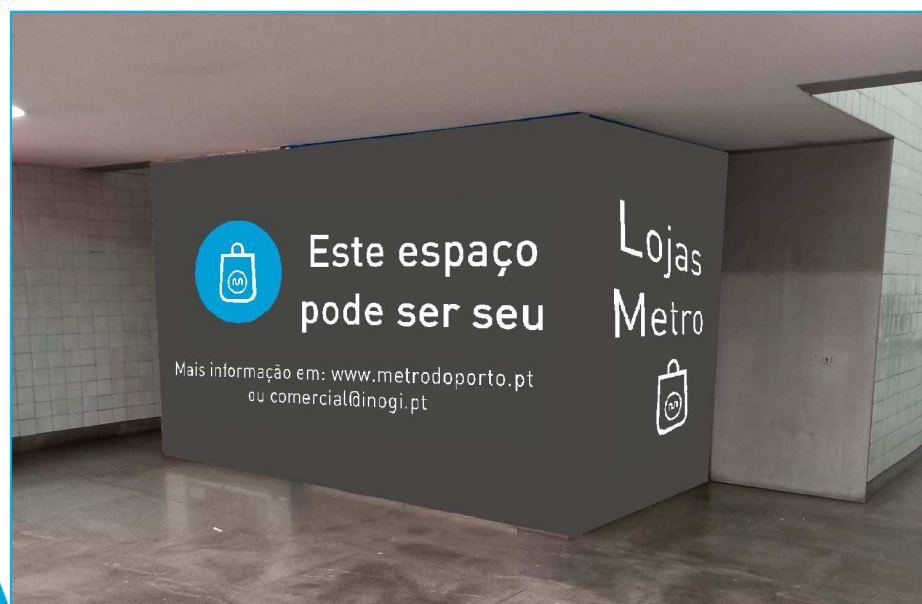 Este espaço
pode ser seu
Mais informação em: www.metrodoporto.pt
ou comercial@inogi.pt
Lojas
Metro